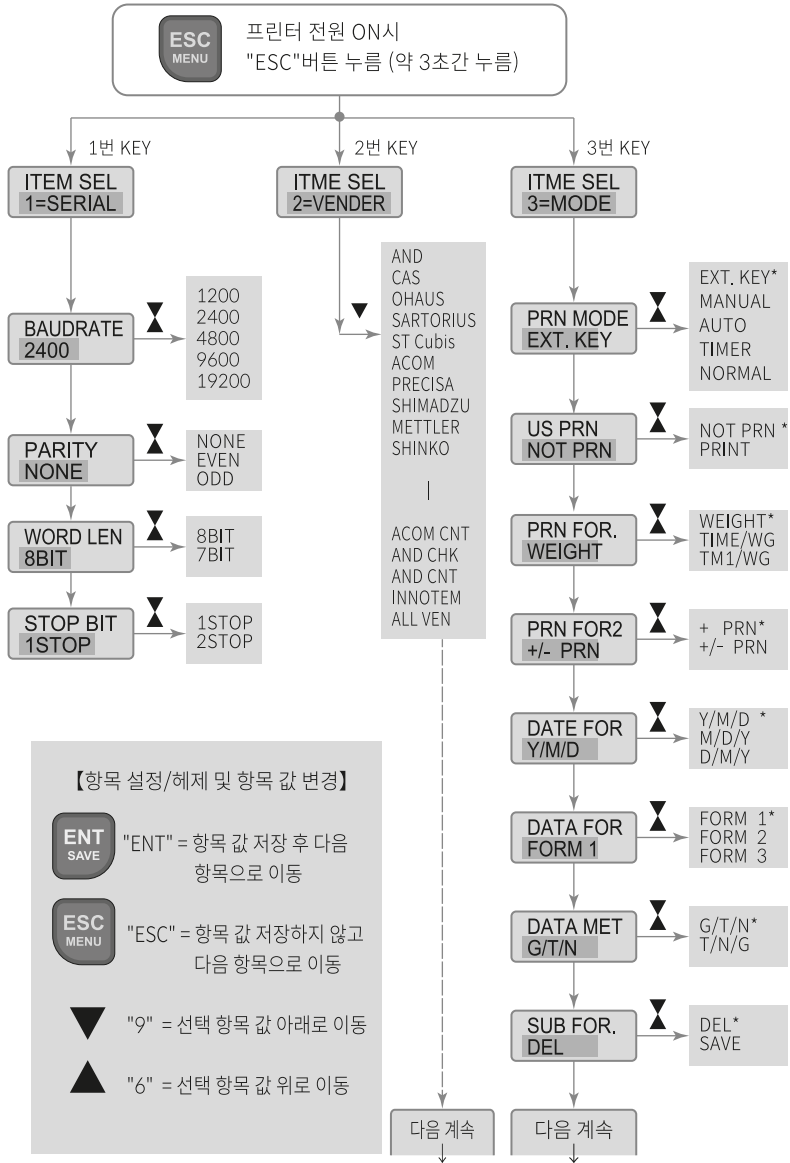 ESC
MENU
프린터 전원 ON시
"ESC"버튼 누름 (약 3초간 누름)
1번 KEY
ITEM SEL
1=SERIAL
BAUDRATE
2400
1200
2400
4800
9600
19200
PARITY
NONE
NONE
EVEN
ODD
WORD LEN
8BIT
8BIT
7BIT
STOP BIT
1STOP
1STOP
2STOP
2번 KEY
ITME SEL
2=VENDER
AND
CAS
OHAUS
SARTORIUS
ST Cubis
ACOM
PRECISA
SHIMADZU
METTLER
SHINKO
|
ACOM CNT
AND CHK
AND CNT
INNOTEM
ALL VEN
다음 계속
3번 KEY
ITME SEL
3=MODE
PRN MODE
EXT. KEY
EXT. KEY*
MANUAL
AUTO
TIMER
NORMAL
US PRN
NOT PRN
NOT PRN *
PRINT
PRN FOR.
WEIGHT
WEIGHT*
TIME/WG
TM1/WG
PRN FOR2
+/- PRN
+ PRN*
+/- PRN
DATE FOR
Y/M/D
Y/M/D *
M/D/Y
D/M/Y
DATA FOR
FORM 1
FORM 1*
FORM 2
FORM 3
DATA MET
G/T/N
G/T/N*
T/N/G
SUB FOR.
DEL
DEL*
SAVE
다음 계속
【항목 설정/헤제 및 항목 값 변경】
ENT
SAVE
"ENT" = 항목 값 저장 후 다음
항목으로 이동
ESC
MENU
"ESC" = 항목 값 저장하지 않고
다음 항목으로 이동
▼ "9" = 선택 항목 값 아래로 이동
▲ "6" = 선택 항목 값 위로 이동